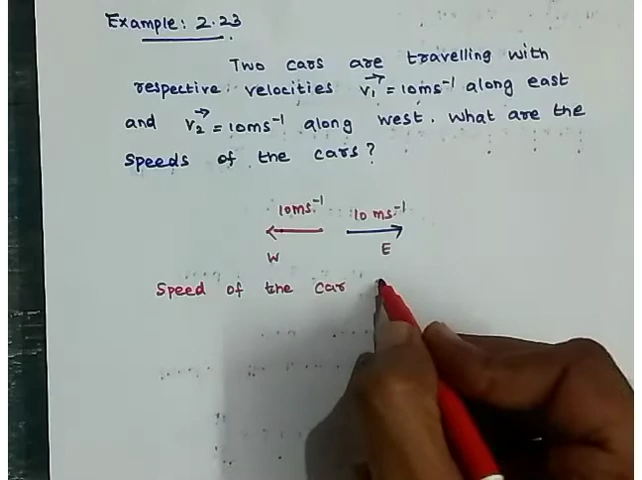 Example: 2.23
Two cars are travelling with
respective velocities v₁⃗ = 10ms⁻¹ along east
and v₂⃗ = 10ms⁻¹ along west. What are the
speeds of the cars?
10ms⁻¹ 10 ms⁻¹
W E
Speed of the car